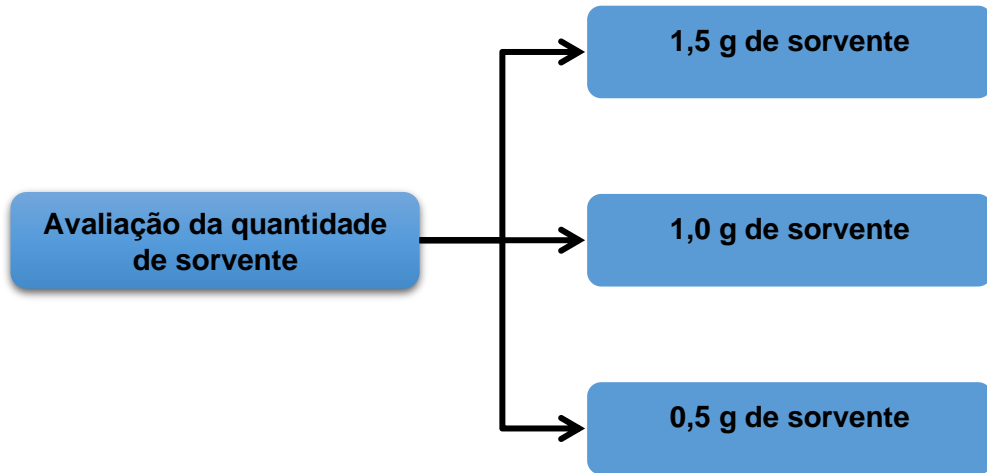 1,5 g de sorvente
Avaliação da quantidade
de sorvente
1,0 g de sorvente
0,5 g de sorvente